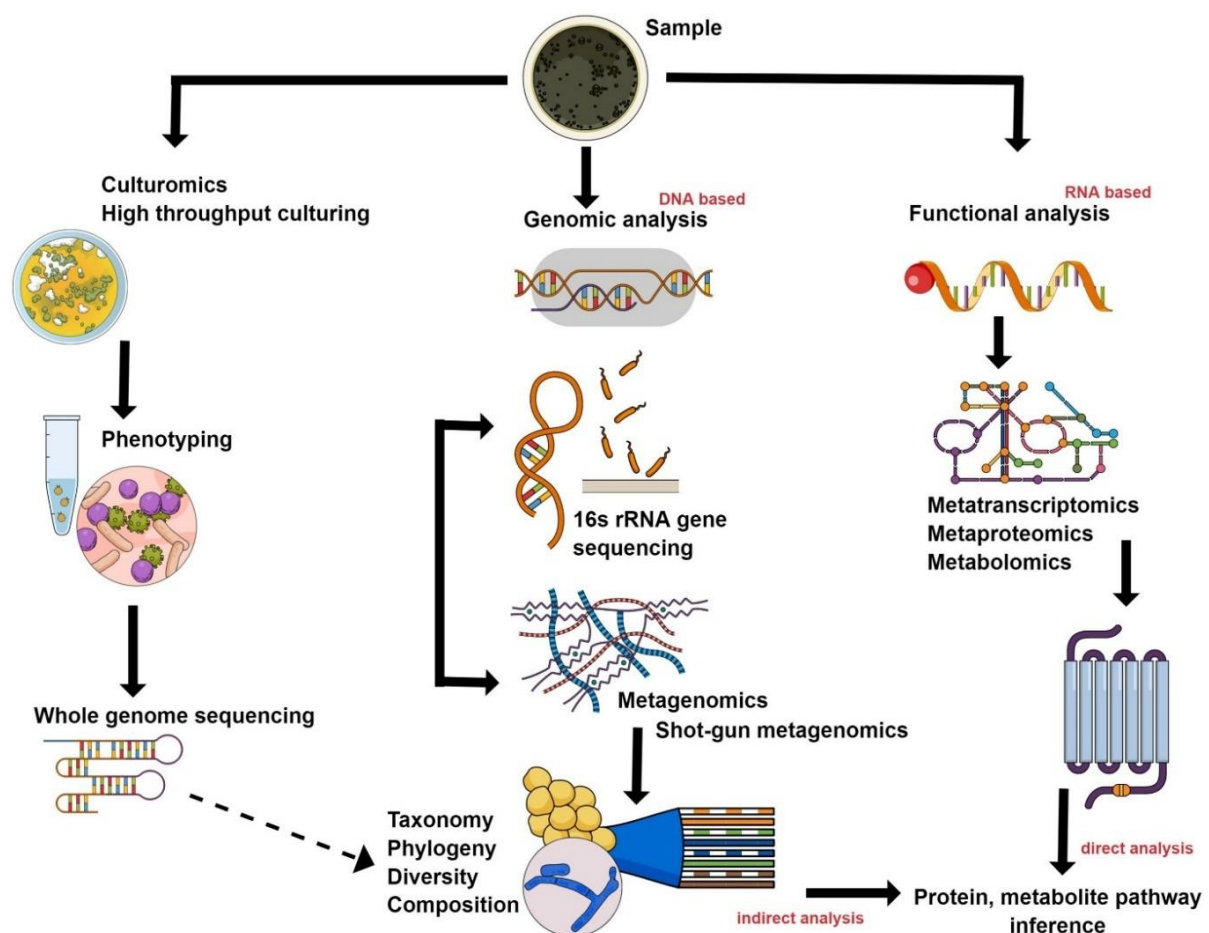 Sample
Culturomics
High throughput culturing
DNA based
Genomic analysis
RNA based
Functional analysis
Phenotyping
16s rRNA gene
sequencing
Metatranscriptomics
Metaproteomics
Metabolomics
Whole genome sequencing
Metagenomics
Shot-gun metagenomics
Taxonomy
Phylogeny
Diversity
Composition
indirect analysis
direct analysis
Protein, metabolite pathway
inference